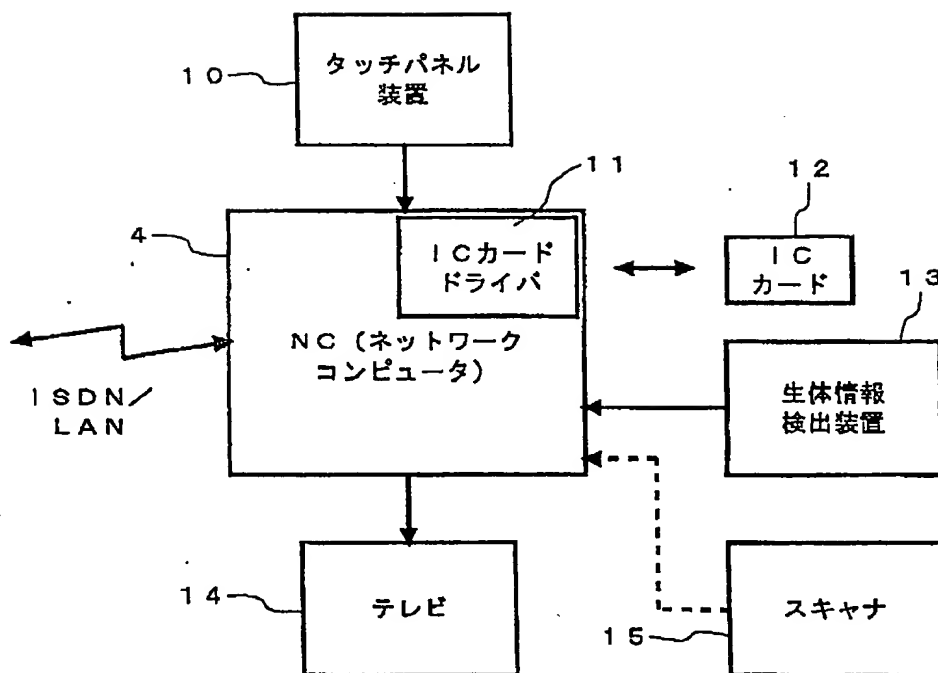 タッチパネル
装置
10
11
ICカード
ドライバ
12
IC
カード
4
NC(ネットワーク
コンピュータ)
13
生体情報
検出装置
ISDN/
LAN
14
テレビ
スキャナ
15